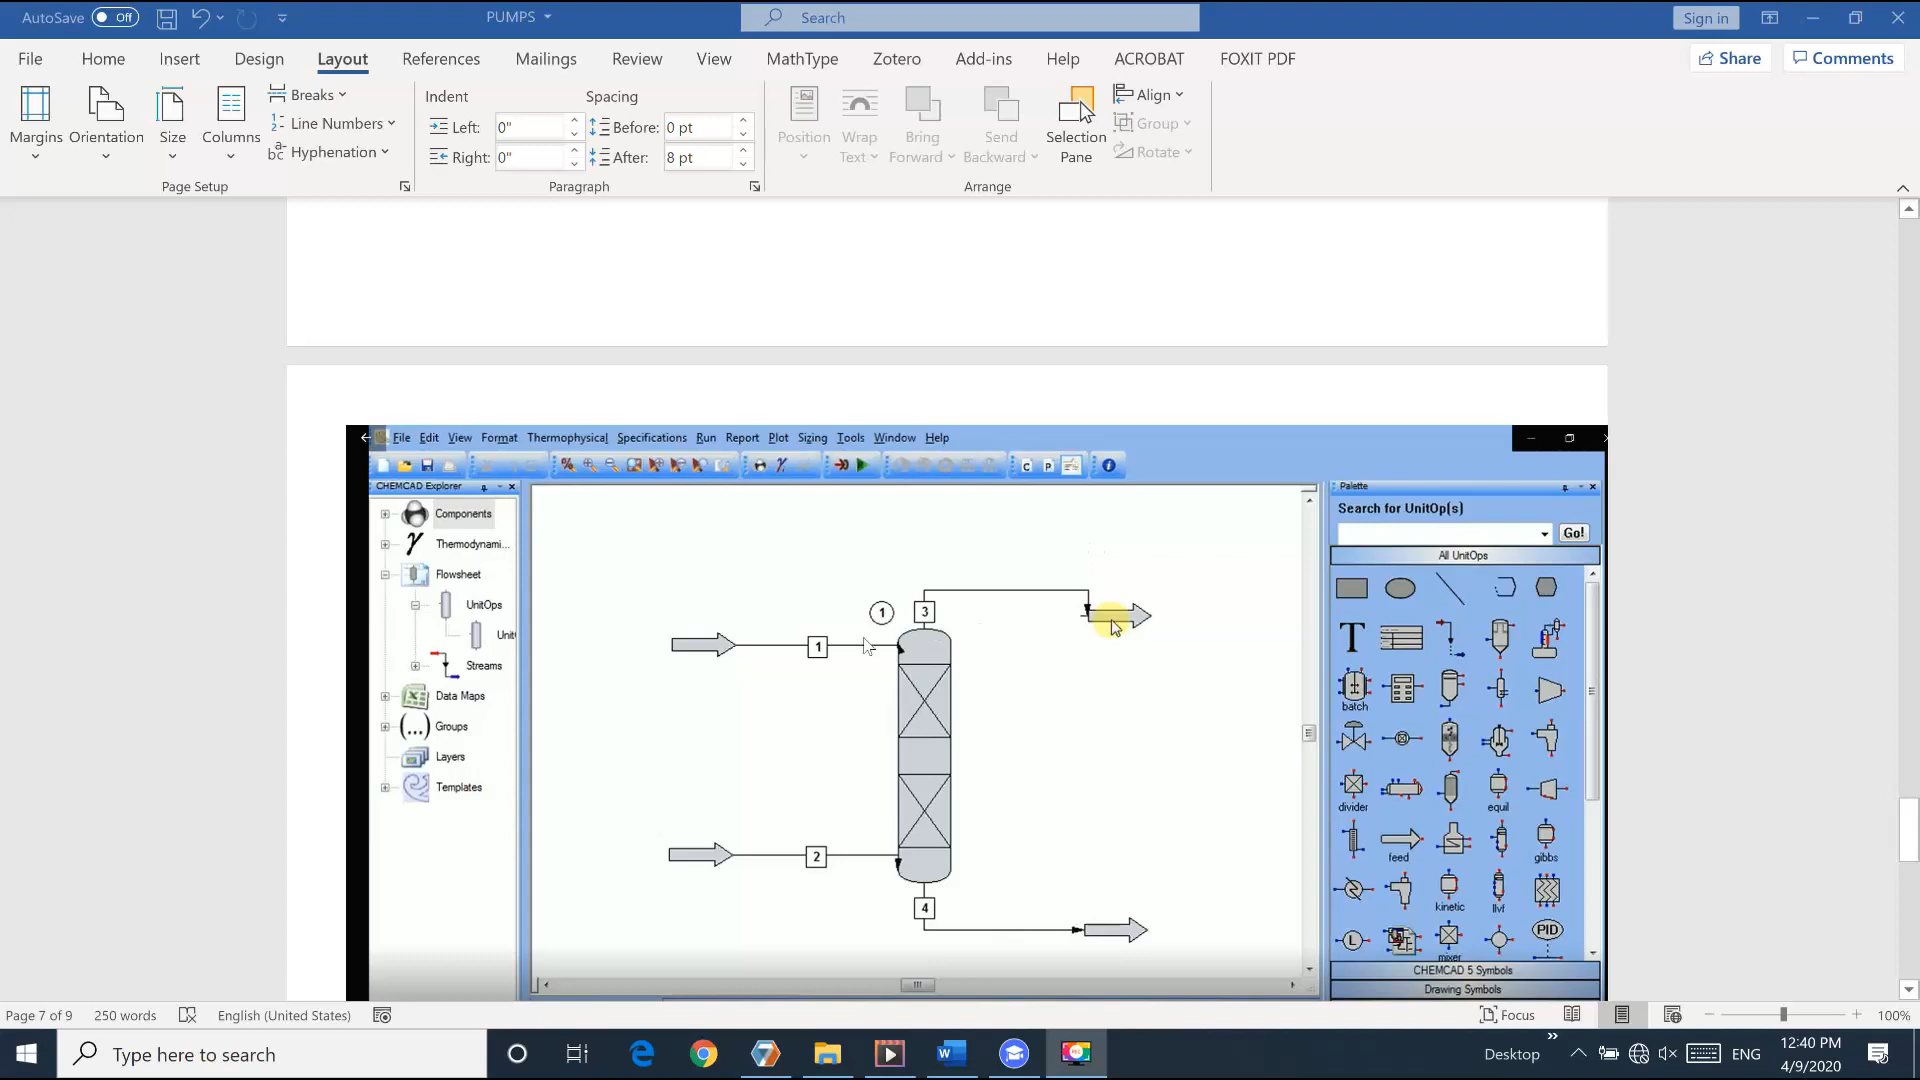 AutoSave Off PUMPS Search Sign in
File Home Insert Design Layout References Mailings Review View MathType Zotero Add-ins Help ACROBAT FOXIT PDF Share Comments
Margins Orientation Size Columns
Breaks
Line Numbers
Hyphenation
Page Setup
Indent Spacing
Left: 0" Before: 0 pt
Right: 0" After: 8 pt
Paragraph
Position Wrap Text Bring Forward Send Backward Selection Pane
Align
Group
Rotate
Arrange
File Edit View Format Thermophysical Specifications Run Report Plot Sizing Tools Window Help
C P
CHEMCAD Explorer
Components
Thermodynami...
Flowsheet
UnitOps
Unit
Streams
Data Maps
Groups
Layers
Templates
1 3
1
2
4
Palette
Search for UnitOp(s)
Go!
All UnitOps
T
batch
divider equil
feed gibbs
kinetic llvf
L PID
mixer
CHEMCAD 5 Symbols
Drawing Symbols
Page 7 of 9 250 words English (United States) Focus 100%
Type here to search Desktop ENG 12:40 PM
4/9/2020